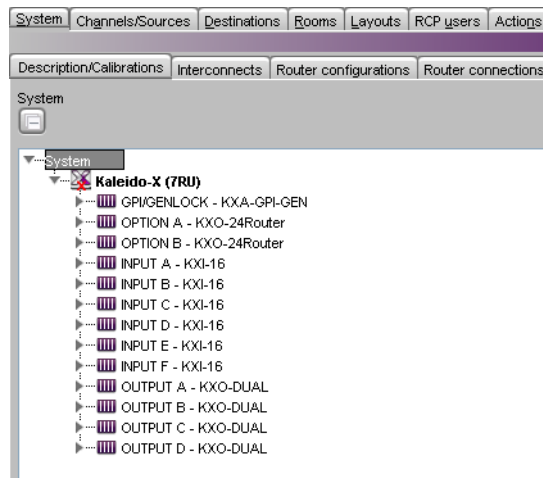 System Channels/Sources Destinations Rooms Layouts RCP users Actions
Description/Calibrations Interconnects Router configurations Router connections
System
System
Kaleido-X (7RU)
GPI/GENLOCK - KXA-GPI-GEN
OPTION A - KXO-24Router
OPTION B - KXO-24Router
INPUT A - KXI-16
INPUT B - KXI-16
INPUT C - KXI-16
INPUT D - KXI-16
INPUT E - KXI-16
INPUT F - KXI-16
OUTPUT A - KXO-DUAL
OUTPUT B - KXO-DUAL
OUTPUT C - KXO-DUAL
OUTPUT D - KXO-DUAL